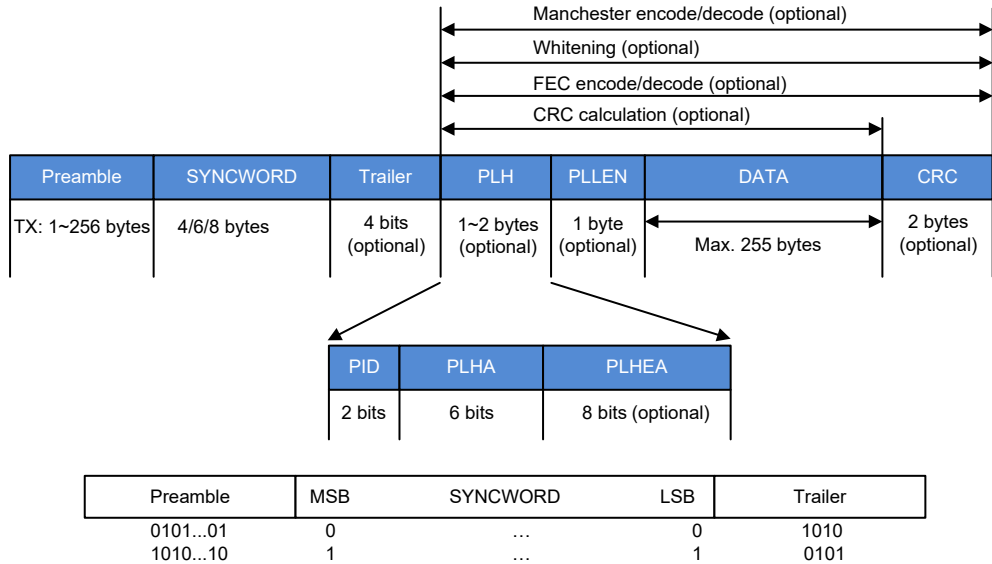 Manchester encode/decode (optional)
Whitening (optional)
FEC encode/decode (optional)
CRC calculation (optional)
Preamble SYNCWORD Trailer PLH PLLEN DATA CRC
TX: 1~256 bytes 4/6/8 bytes 4 bits (optional) 1~2 bytes (optional) 1 byte (optional) Max. 255 bytes 2 bytes (optional)
PID PLHA PLHEA
2 bits 6 bits 8 bits (optional)
Preamble MSB SYNCWORD LSB Trailer
0101...01 0 … 0 1010
1010...10 1 … 1 0101